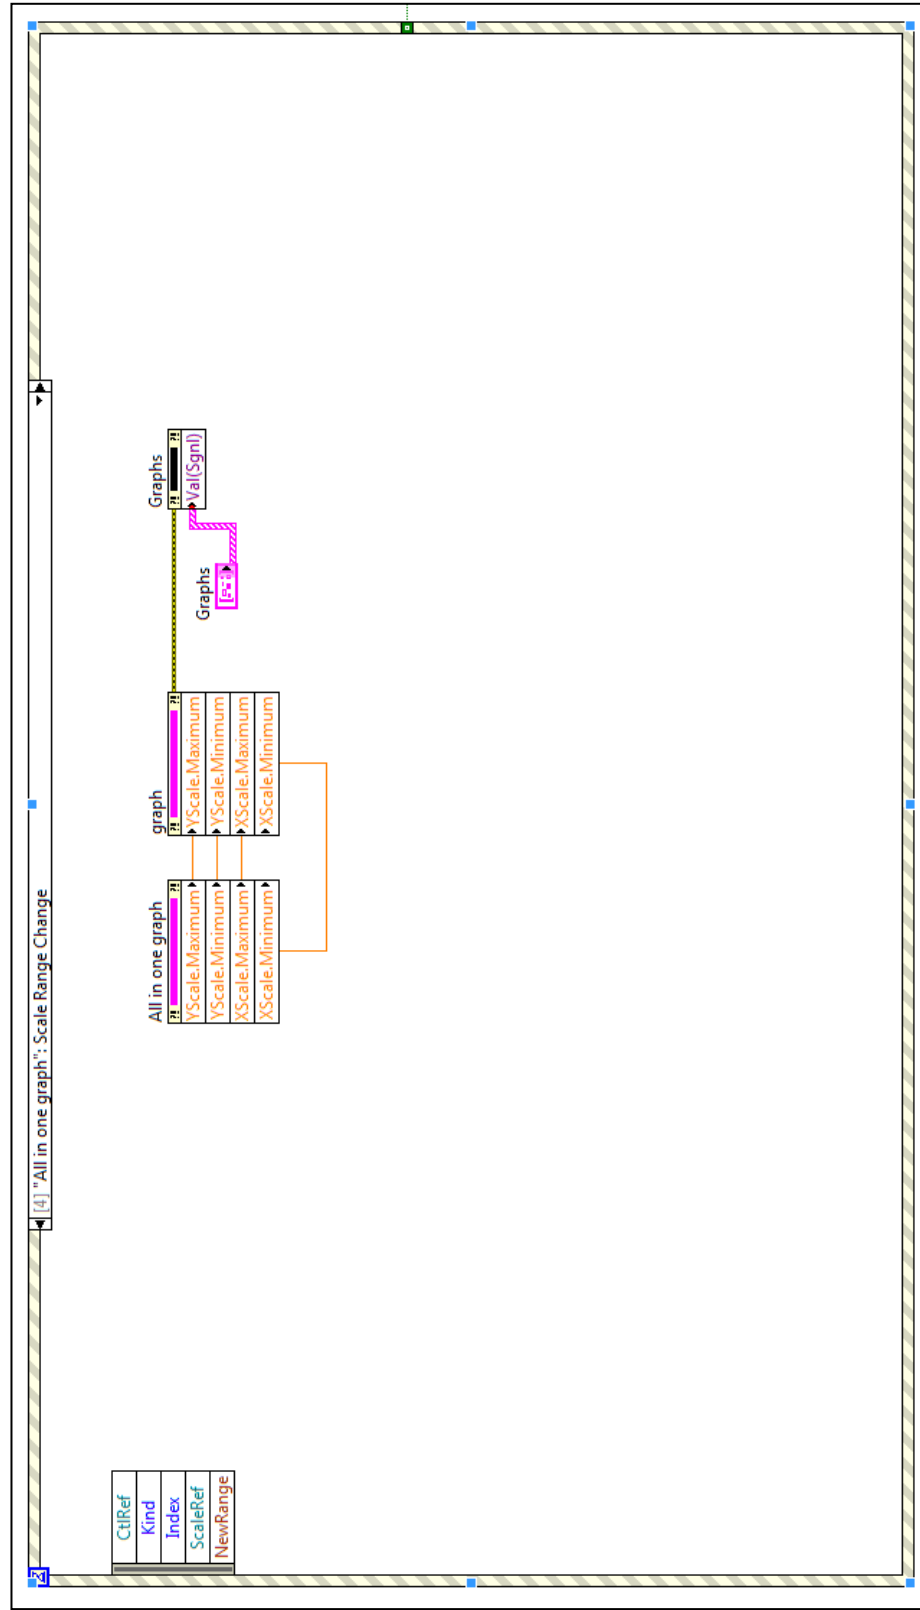 [4] "All in one graph": Scale Range Change
CtlRef
Kind
Index
ScaleRef
NewRange
All in one graph
YScale.Maximum
YScale.Minimum
XScale.Maximum
XScale.Minimum
graph
YScale.Maximum
YScale.Minimum
XScale.Maximum
XScale.Minimum
Graphs
Graphs
Val(Sgnl)